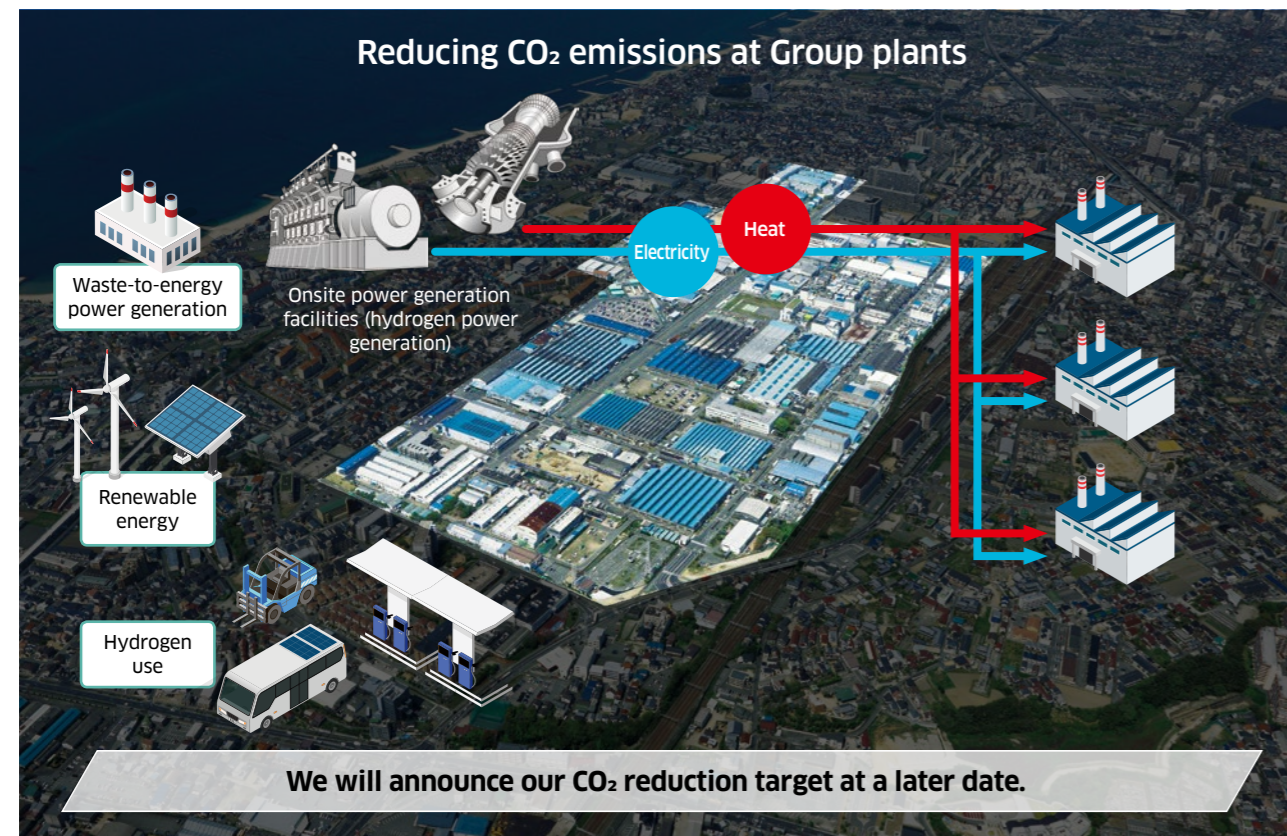 Reducing CO₂ emissions at Group plants
Waste-to-energy
power generation
Onsite power generation
facilities (hydrogen power
generation)
Electricity
Heat
Renewable
energy
Hydrogen
use
We will announce our CO₂ reduction target at a later date.